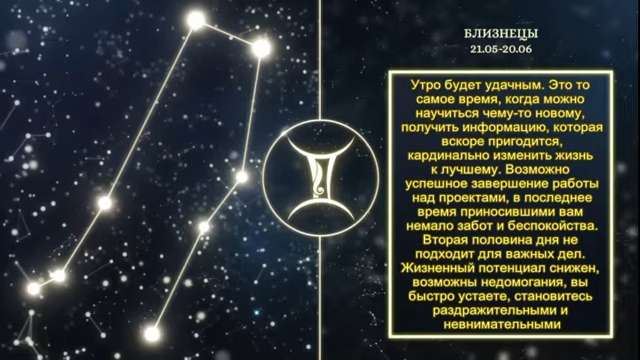 БЛИЗНЕЦЫ
21.05-20.06
Утро будет удачным. Это то
самое время, когда можно
научиться чему-то новому,
получить информацию, которая
вскоре пригодится,
кардинально изменить жизнь
к лучшему. Возможно
успешное завершение работы
над проектами, в последнее
время приносившими вам
немало забот и беспокойства.
Вторая половина дня не
подходит для важных дел.
Жизненный потенциал снижен,
возможны недомогания, вы
быстро устаете, становитесь
раздражительными и
невнимательными